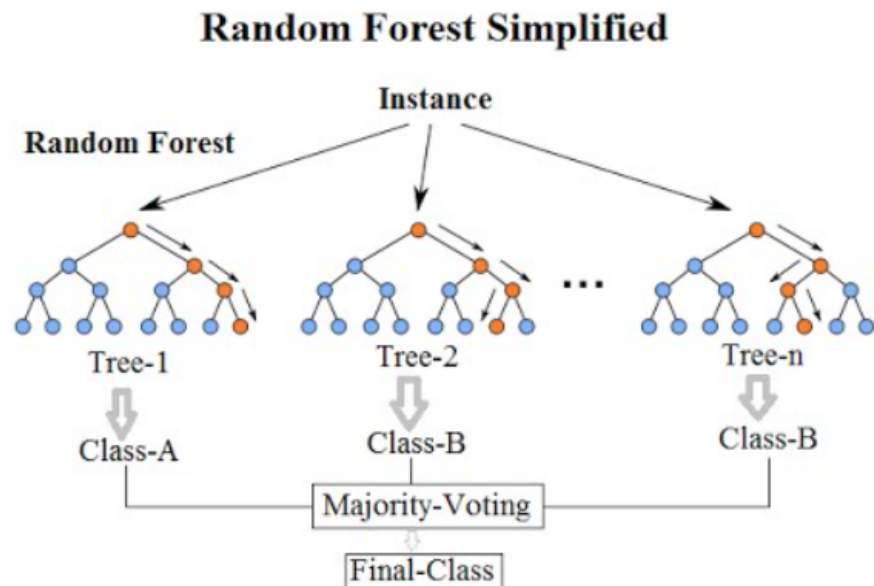 Random Forest Simplified
Instance
Random Forest
...
Tree-1
Tree-2
Tree-n
Class-A
Class-B
Class-B
Majority-Voting
Final-Class